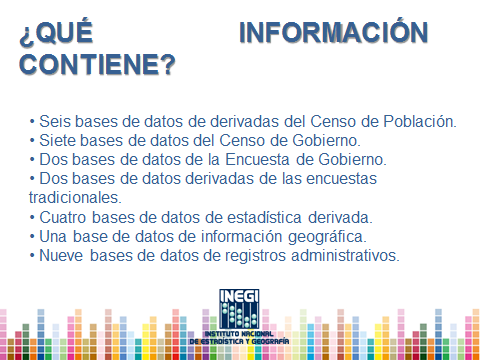 ¿QUÉ INFORMACIÓN
CONTIENE?
• Seis bases de datos de derivadas del Censo de Población.
• Siete bases de datos del Censo de Gobierno.
• Dos bases de datos de la Encuesta de Gobierno.
• Dos bases de datos derivadas de las encuestas
tradicionales.
• Cuatro bases de datos de estadística derivada.
• Una base de datos de información geográfica.
• Nueve bases de datos de registros administrativos.
INEGI
INSTITUTO NACIONAL
DE ESTADÍSTICA Y GEOGRAFÍA